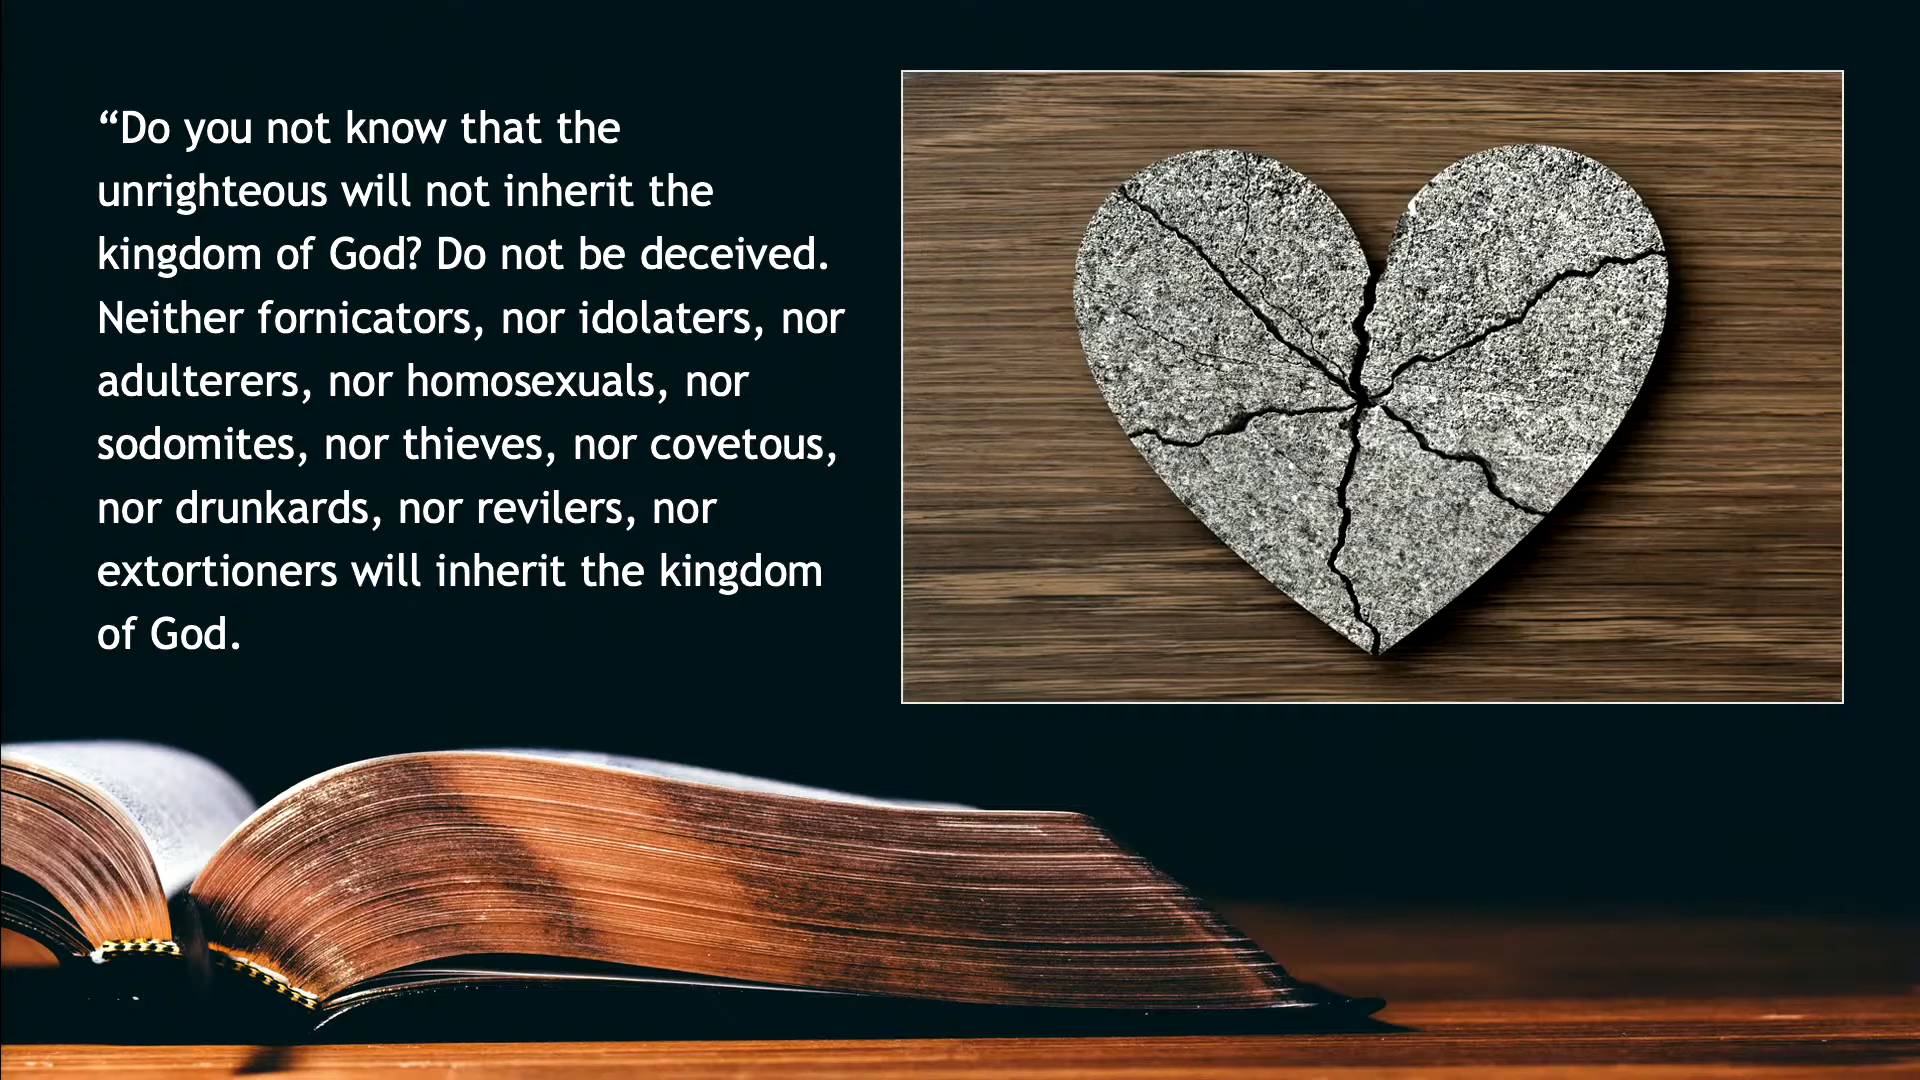 “Do you not know that the
unrighteous will not inherit the
kingdom of God? Do not be deceived.
Neither fornicators, nor idolaters, nor
adulterers, nor homosexuals, nor
sodomites, nor thieves, nor covetous,
nor drunkards, nor revilers, nor
extortioners will inherit the kingdom
of God.